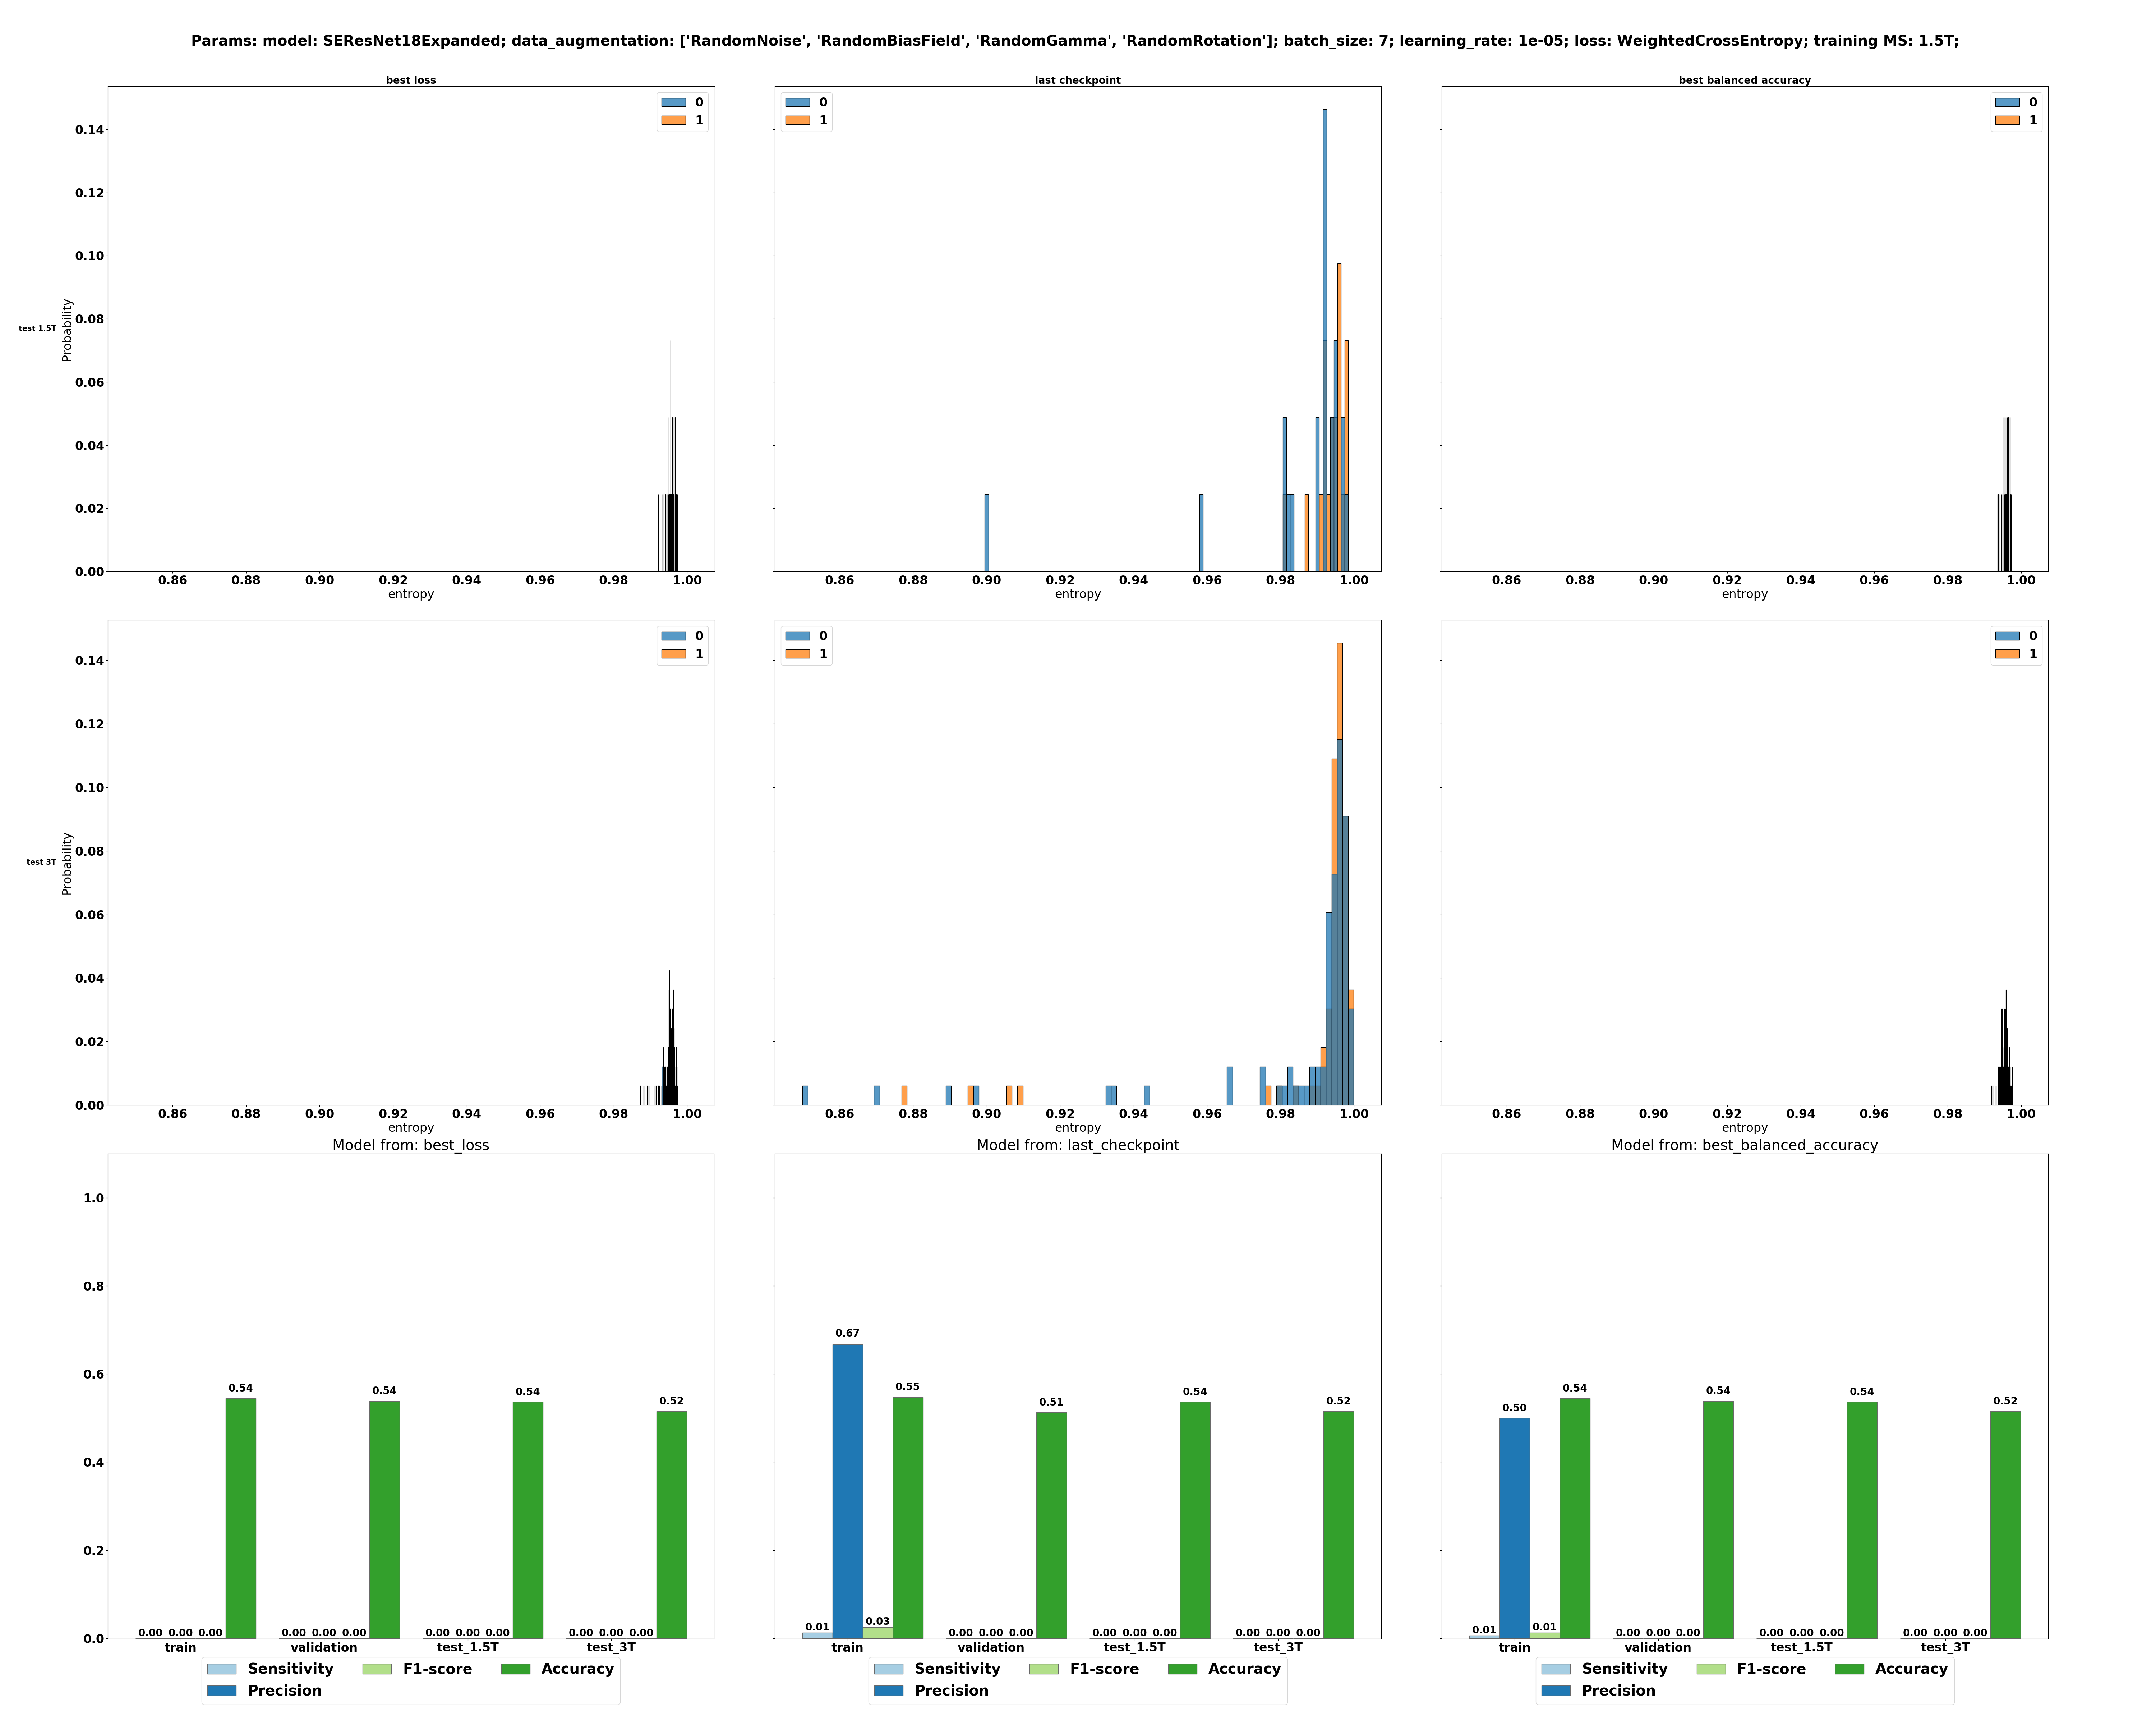 Params: model: SEResNet18Expanded; data_augmentation: ['RandomNoise', 'RandomBiasField', 'RandomGamma', 'RandomRotation']; batch_size: 7; learning_rate: 1e-05; loss: WeightedCrossEntropy; training MS: 1.5T;
best loss
last checkpoint
best balanced accuracy
test 1.5T
Probability
0.14
0.12
0.10
0.08
0.06
0.04
0.02
0.00
0
1
0
1
0
1
0.86 0.88 0.90 0.92 0.94 0.96 0.98 1.00
0.86 0.88 0.90 0.92 0.94 0.96 0.98 1.00
0.86 0.88 0.90 0.92 0.94 0.96 0.98 1.00
entropy
entropy
entropy
test 3T
Probability
0.14
0.12
0.10
0.08
0.06
0.04
0.02
0.00
0
1
0
1
0
1
0.86 0.88 0.90 0.92 0.94 0.96 0.98 1.00
0.86 0.88 0.90 0.92 0.94 0.96 0.98 1.00
0.86 0.88 0.90 0.92 0.94 0.96 0.98 1.00
entropy
entropy
entropy
Model from: best_loss
1.0
0.8
0.6
0.4
0.2
0.0
0.00 0.00 0.00 0.54
0.00 0.00 0.00 0.54
0.00 0.00 0.00 0.54
0.00 0.00 0.00 0.52
train validation test_1.5T test_3T
Sensitivity F1-score Accuracy
Precision
Model from: last_checkpoint
0.01 0.67 0.03 0.55
0.00 0.00 0.00 0.51
0.00 0.00 0.00 0.54
0.00 0.00 0.00 0.52
train validation test_1.5T test_3T
Sensitivity F1-score Accuracy
Precision
Model from: best_balanced_accuracy
0.01 0.50 0.01 0.54
0.00 0.00 0.00 0.54
0.00 0.00 0.00 0.54
0.00 0.00 0.00 0.52
train validation test_1.5T test_3T
Sensitivity F1-score Accuracy
Precision